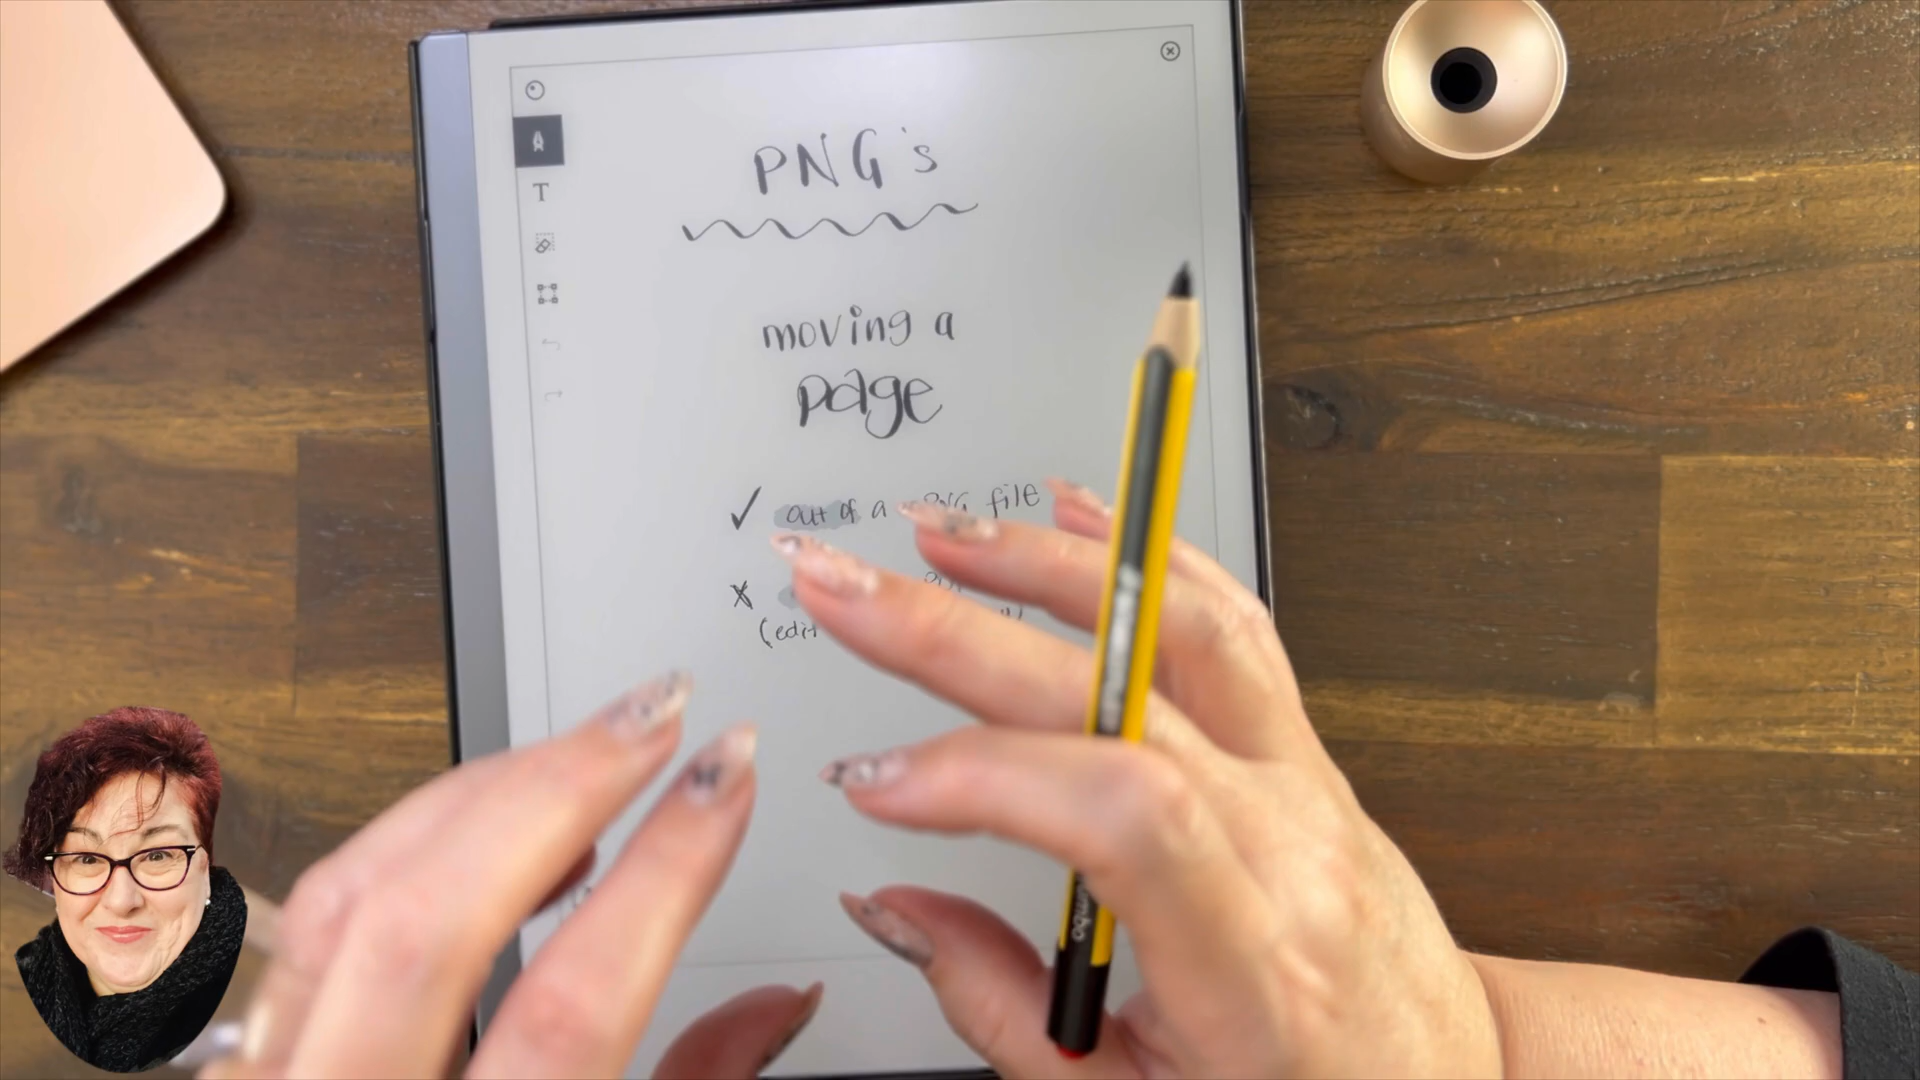 T
PNG's
moving a
page
✓ out of a PNG file
x
(edit